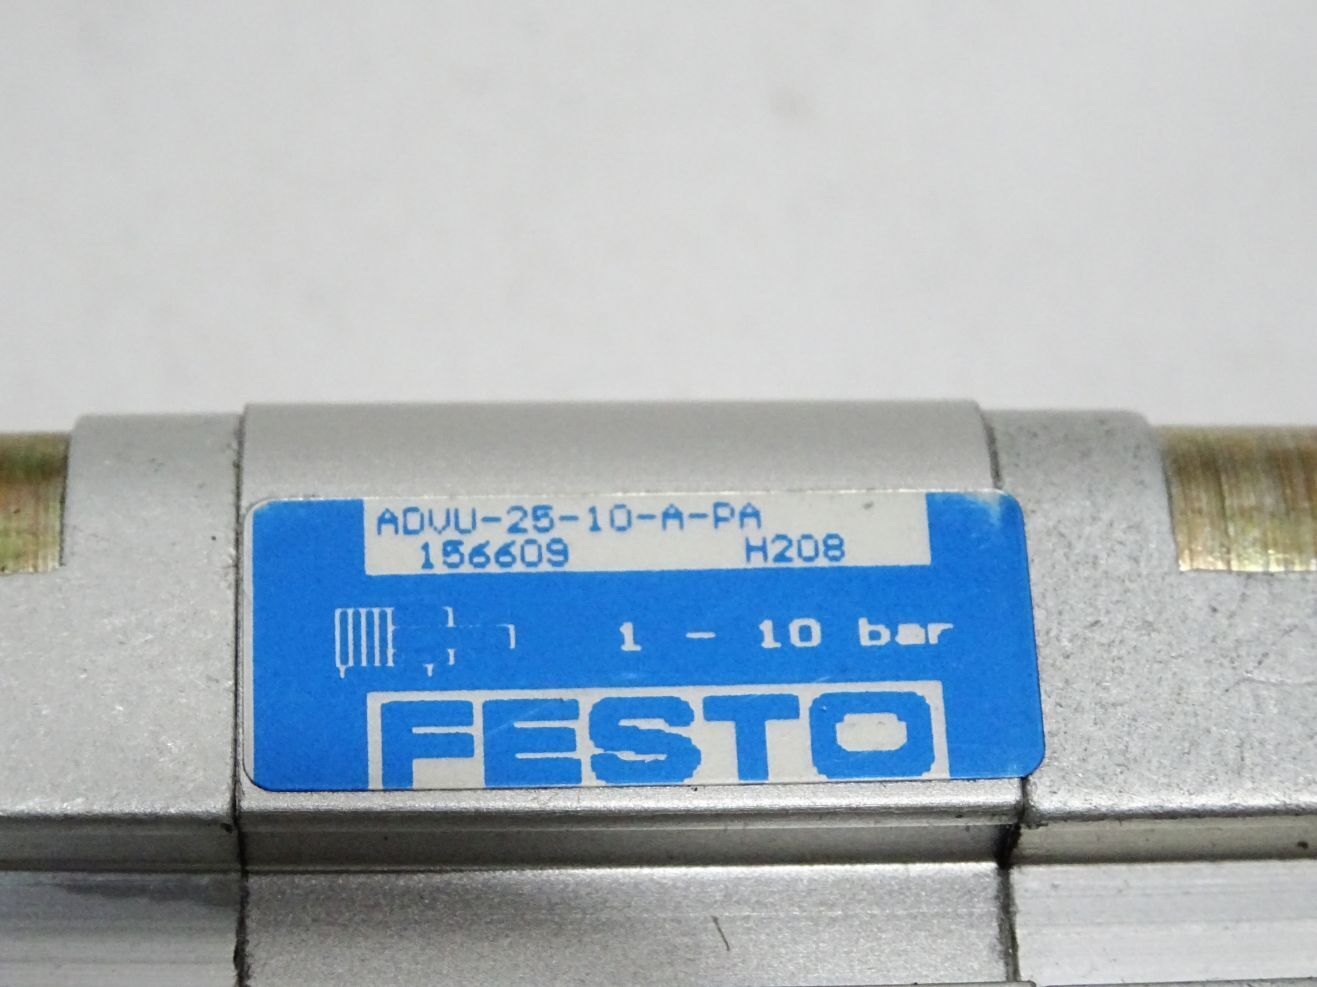 ADVU-25-10-A-PA
156609 H208
1 - 10 bar
FESTO